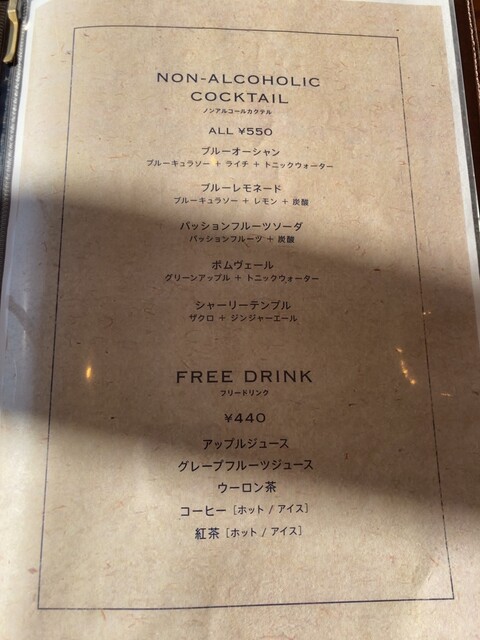 NON-ALCOHOLIC
COCKTAIL
ノンアルコールカクテル
ALL ¥550
ブルーオーシャン
ブルーキュラソー + ライチ + トニックウォーター
ブルーレモネード
ブルーキュラソー + レモン + 炭酸
パッションフルーツソーダ
パッションフルーツ + 炭酸
ポムヴェール
グリーンアップル + トニックウォーター
シャーリーテンプル
ザクロ + ジンジャーエール
FREE DRINK
フリードリンク
¥440
アップルジュース
グレープフルーツジュース
ウーロン茶
コーヒー [ホット / アイス]
紅茶 [ホット / アイス]